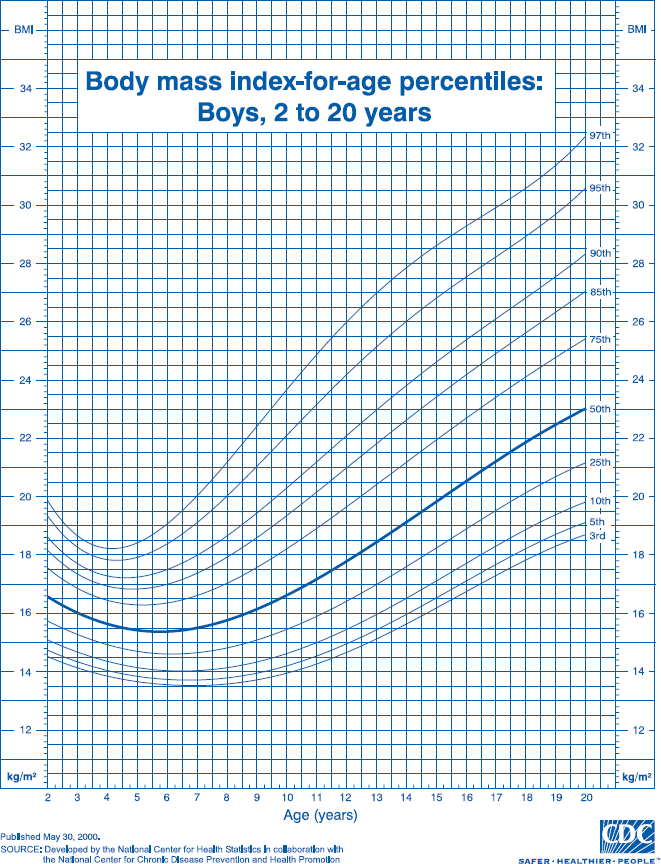 BMI BMI
Body mass index-for-age percentiles:
Boys, 2 to 20 years
34 34
97th
32 32
95th
30 30
90th
28 28
85th
26 26
75th
24 24
50th
22 22
25th
20 20
10th
5th
3rd
18 18
16 16
14 14
12 12
kg/m² kg/m²
2 3 4 5 6 7 8 9 10 11 12 13 14 15 16 17 18 19 20
Age (years)
Published May 30, 2000.
SOURCE: Developed by the National Center for Health Statistics in collaboration with
the National Center for Chronic Disease Prevention and Health Promotion
CDC
SAFER • HEALTHIER • PEOPLE™